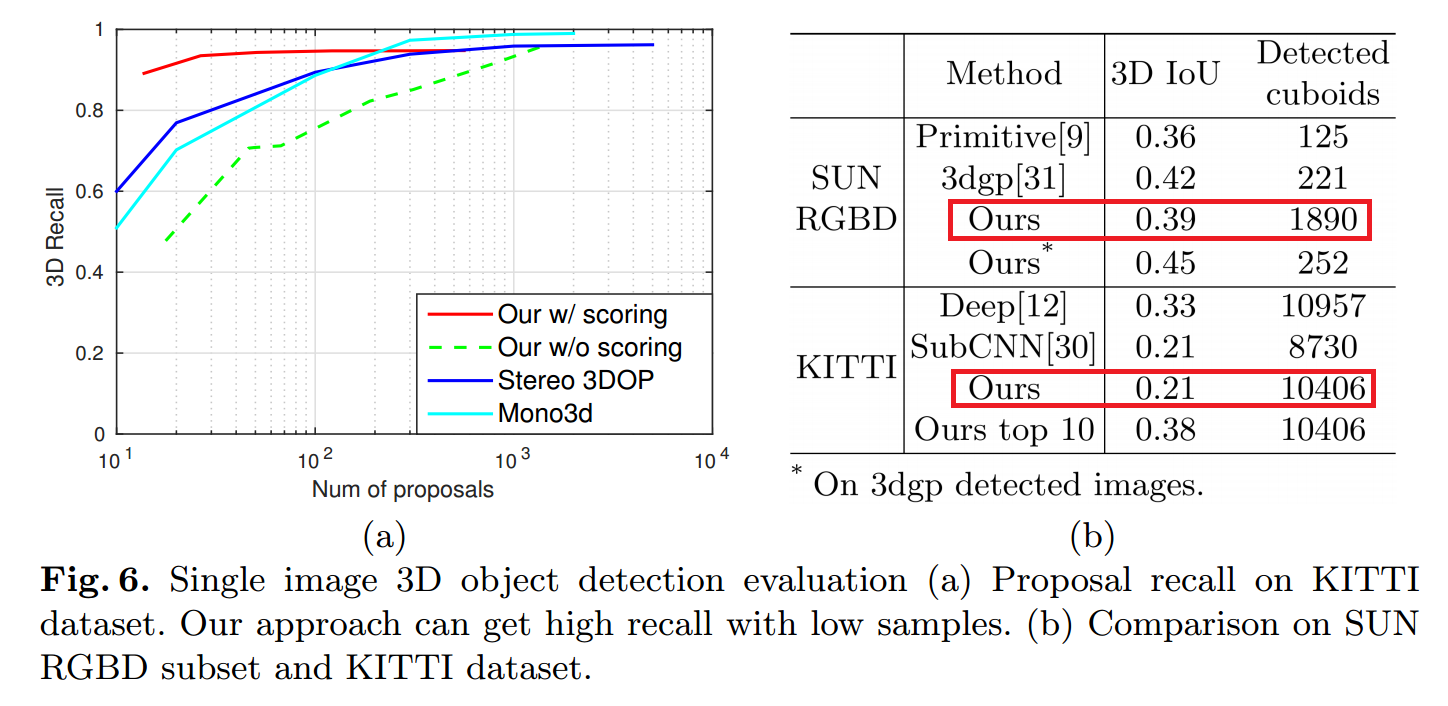 1
0.8
0.6
0.4
0.2
0
3D Recall
10^1 10^2 10^3 10^4
Num of proposals
Our w/ scoring
Our w/o scoring
Stereo 3DOP
Mono3d
(a)
Method 3D IoU Detected cuboids
SUN RGBD
Primitive[9] 0.36 125
3dgp[31] 0.42 221
Ours 0.39 1890
Ours* 0.45 252
KITTI
Deep[12] 0.33 10957
SubCNN[30] 0.21 8730
Ours 0.21 10406
Ours top 10 0.38 10406
* On 3dgp detected images.
(b)
Fig. 6. Single image 3D object detection evaluation (a) Proposal recall on KITTI
dataset. Our approach can get high recall with low samples. (b) Comparison on SUN
RGBD subset and KITTI dataset.